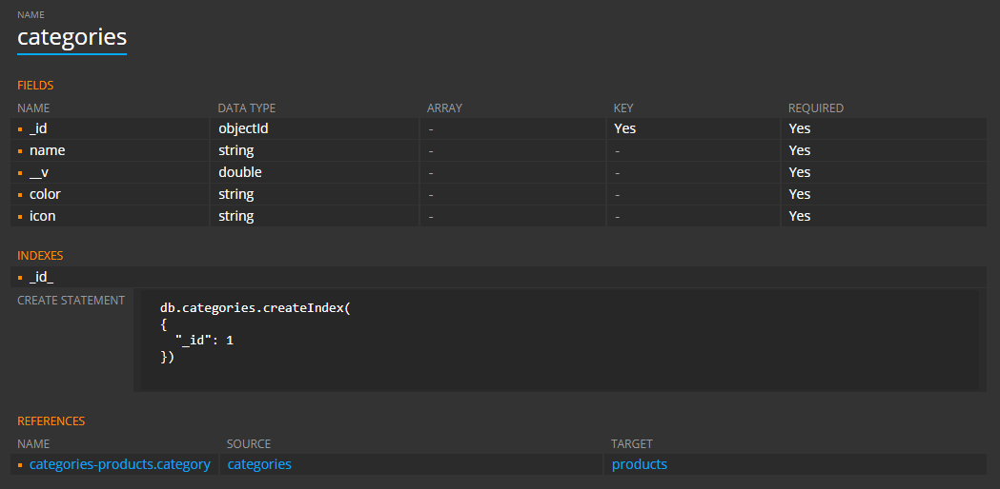 NAME
categories
FIELDS
NAME DATA TYPE ARRAY KEY REQUIRED
_id objectId - Yes Yes
name string - - Yes
__v double - - Yes
color string - - Yes
icon string - - Yes
INDEXES
_id_
CREATE STATEMENT
db.categories.createIndex(
{
"_id": 1
})
REFERENCES
NAME SOURCE TARGET
categories-products.category categories products